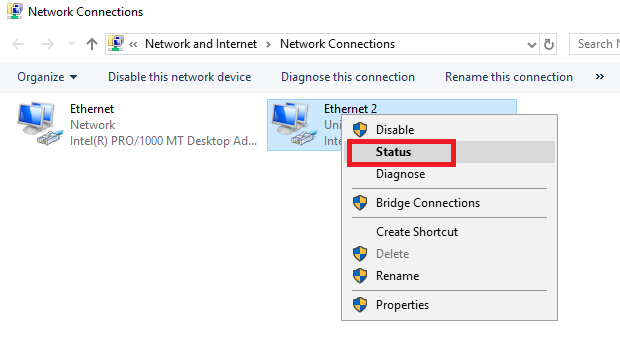 Network Connections
Network and Internet > Network Connections
Search N
Organize Disable this network device Diagnose this connection Rename this connection »
Ethernet
Network
Intel(R) PRO/1000 MT Desktop Ad...
Ethernet 2
Uni
Inte
Disable
Status
Diagnose
Bridge Connections
Create Shortcut
Delete
Rename
Properties